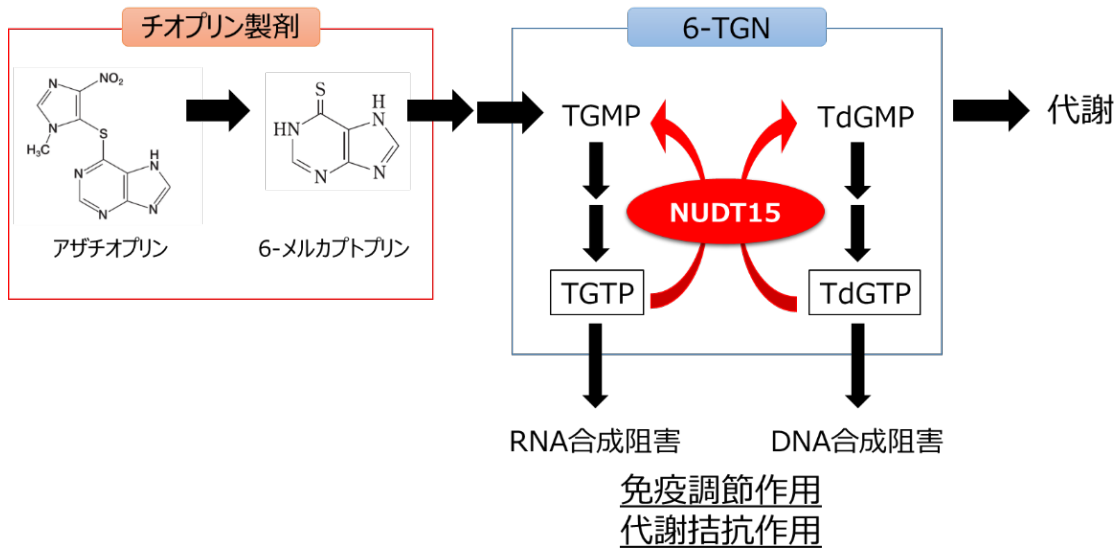 チオプリン製剤
6-TGN
N
NO₂
N
H₃C
S
H
N
N
N
N
アザチオプリン
S
H
HN
N
N
N
6-メルカプトプリン
TGMP
TdGMP
代謝
NUDT15
TGTP
TdGTP
RNA合成阻害
DNA合成阻害
免疫調節作用
代謝拮抗作用